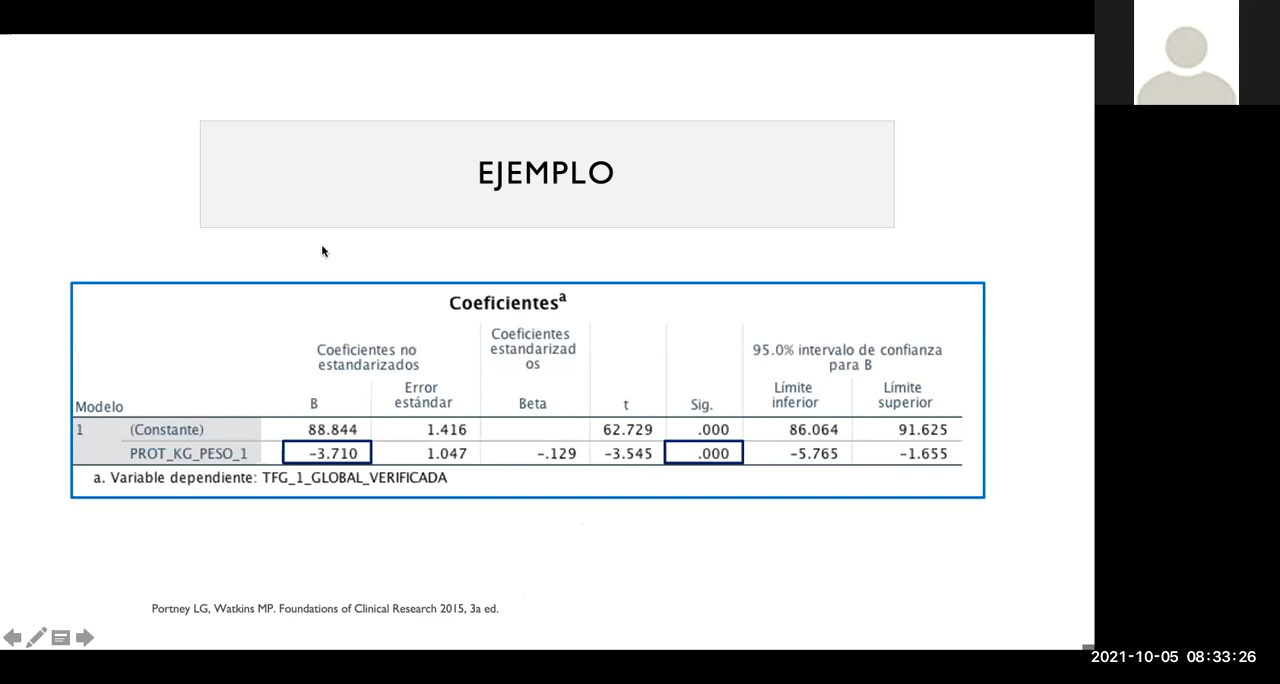 EJEMPLO
Coeficientesa
Coeficientes no estandarizados
Coeficientes estandarizad os
95.0% intervalo de confianza para B
Modelo B Error estándar Beta t Sig. Límite inferior Límite superior
1 (Constante) 88.844 1.416 62.729 .000 86.064 91.625
PROT_KG_PESO_1 -3.710 1.047 -.129 -3.545 .000 -5.765 -1.655
a. Variable dependiente: TFG_1_GLOBAL_VERIFICADA
Portney LG, Watkins MP. Foundations of Clinical Research 2015, 3a ed.
2021-10-05 08:33:26